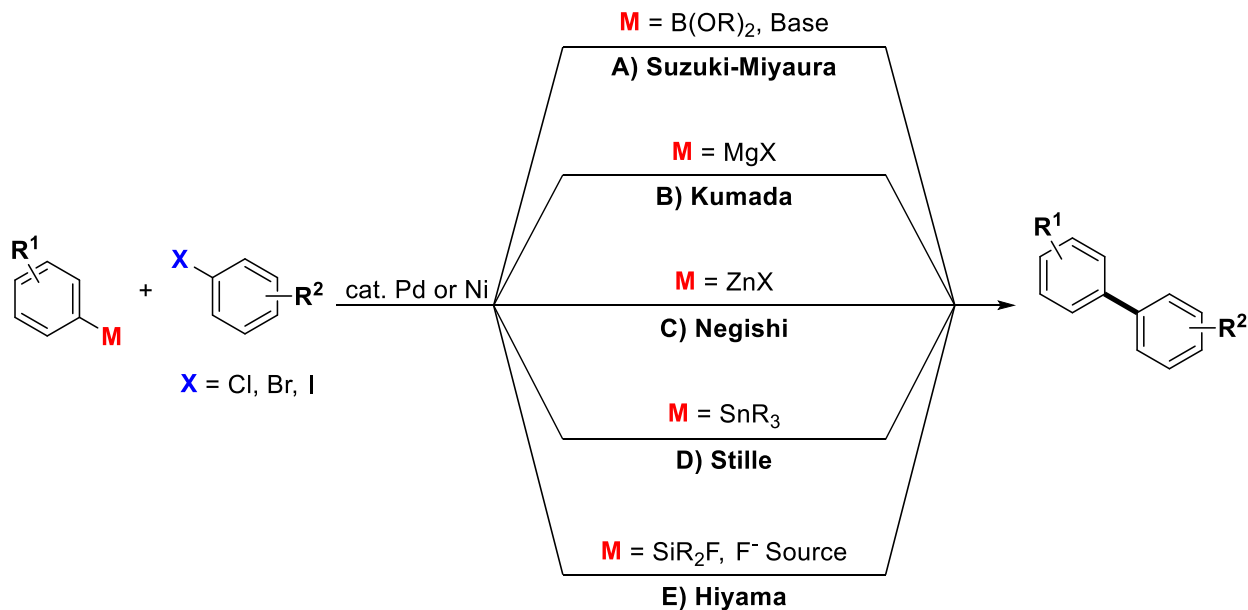 M = B(OR)2, Base
A) Suzuki-Miyaura
M = MgX
B) Kumada
R1
+
X
R2
M
X = Cl, Br, I
cat. Pd or Ni
M = ZnX
C) Negishi
R1
R2
M = SnR3
D) Stille
M = SiR2F, F- Source
E) Hiyama